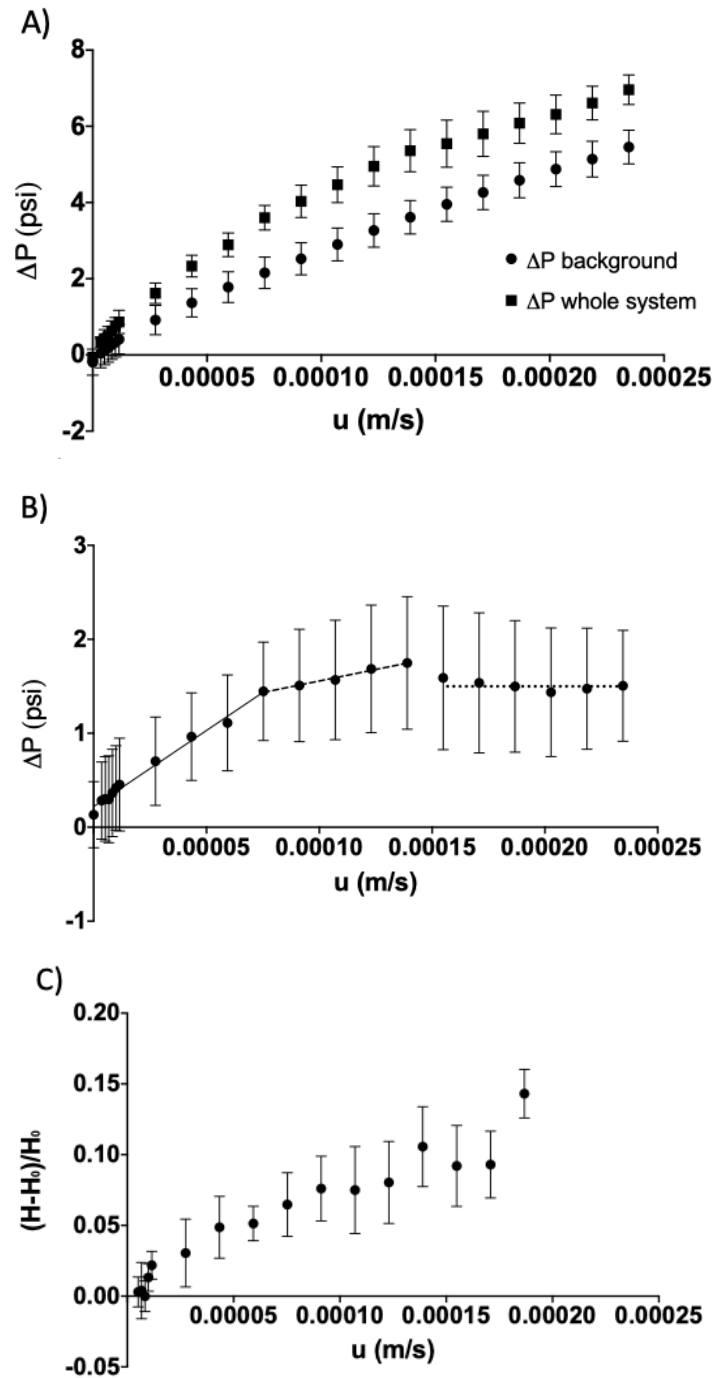 A)
8
6
4
2
0
-2
ΔP (psi)
0.00005
0.00010
0.00015
0.00020
0.00025
u (m/s)
ΔP background
ΔP whole system
B)
3
2
1
0
-1
ΔP (psi)
0.00005
0.00010
0.00015
0.00020
0.00025
u (m/s)
C)
0.20
0.15
0.10
0.05
0.00
-0.05
(H-H₀)/H₀
0.00005
0.00010
0.00015
0.00020
0.00025
u (m/s)